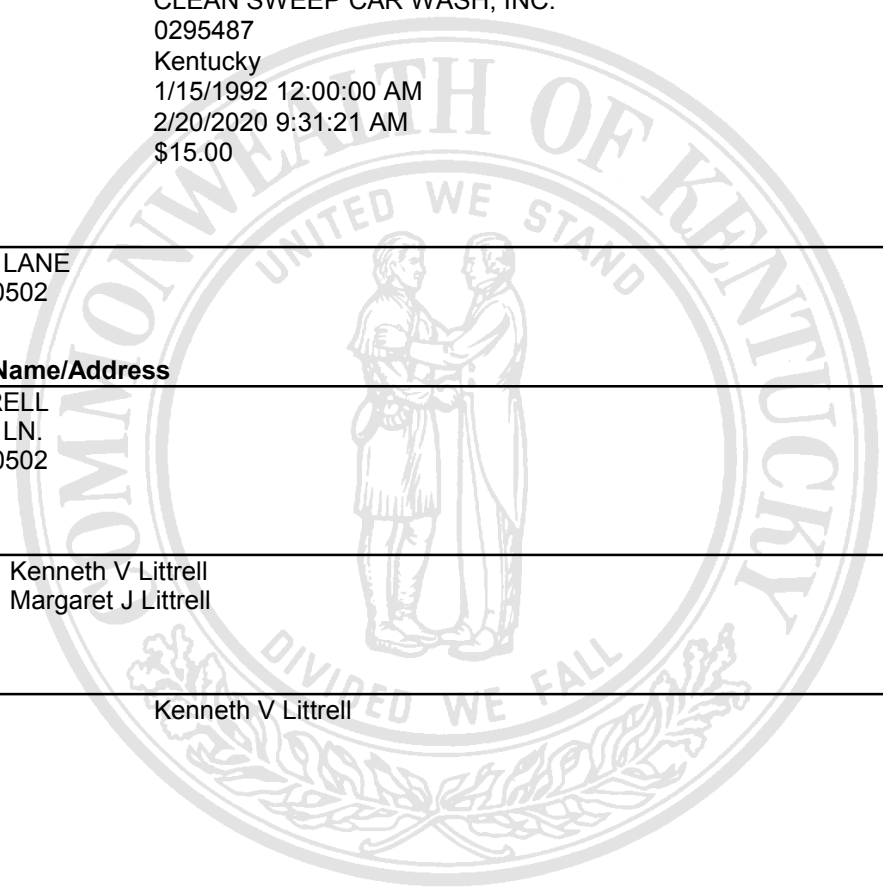 CLEAN SWEEP CAR WASH, INC.
0295487
Kentucky
1/15/1992 12:00:00 AM
2/20/2020 9:31:21 AM
$15.00
LANE
0502
Name/Address
RELL
LN.
0502
Kenneth V Littrell
Margaret J Littrell
Kenneth V Littrell
COMMONWEALTH OF KENTUCKY
UNITED WE STAND
DIVIDED WE FALL